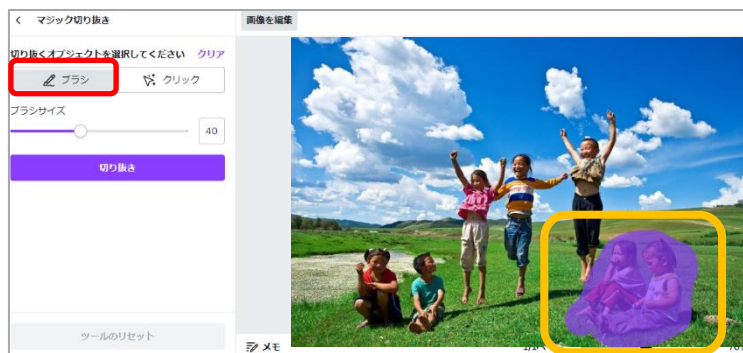 マジック切り抜き
画像を編集
切り抜くオブジェクトを選択してください クリア
ブラシ クリック
ブラシサイズ
40
切り抜き
ツールのリセット
メモ